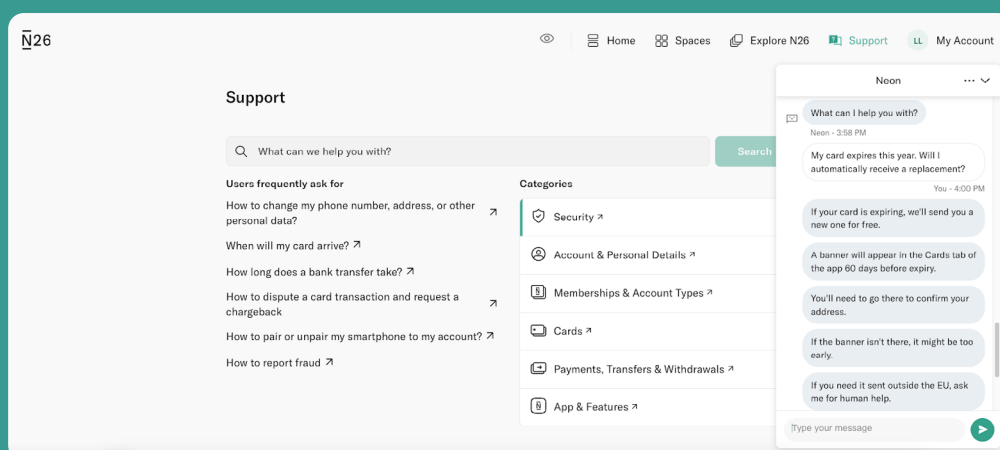 N26
Home
Spaces
Explore N26
Support
LL
My Account
Support
What can we help you with?
Search
Users frequently ask for
How to change my phone number, address, or other
personal data?
When will my card arrive?
How long does a bank transfer take?
How to dispute a card transaction and request a
chargeback
How to pair or unpair my smartphone to my account?
How to report fraud
Categories
Security
Account & Personal Details
Memberships & Account Types
Cards
Payments, Transfers & Withdrawals
App & Features
Neon
What can I help you with?
Neon - 3:58 PM
My card expires this year. Will I
automatically receive a replacement?
You - 4:00 PM
If your card is expiring, we'll send you a
new one for free.
A banner will appear in the Cards tab of
the app 60 days before expiry.
You'll need to go there to confirm your
address.
If the banner isn't there, it might be too
early.
If you need it sent outside the EU, ask
me for human help.
Type your message